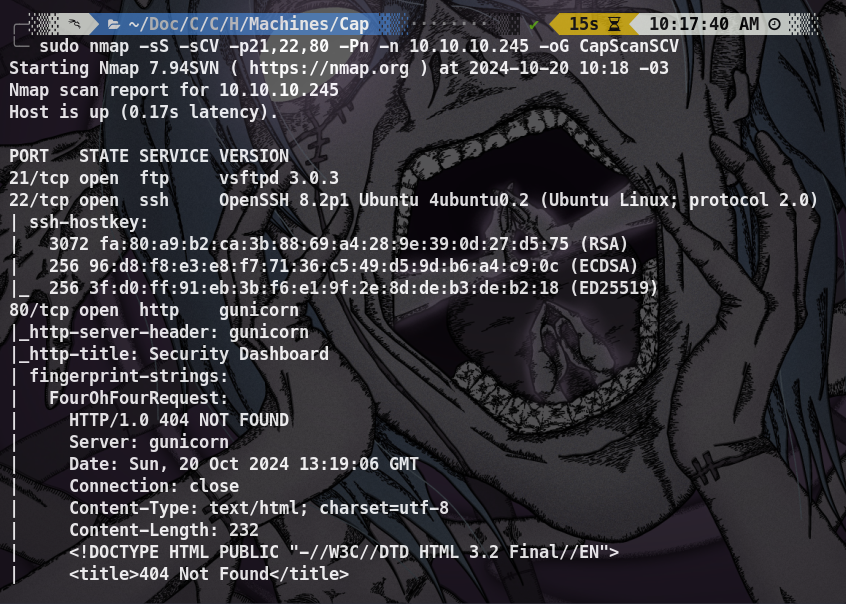 ~/Doc/C/C/H/Machines/Cap 15s 10:17:40 AM
sudo nmap -sS -sCV -p21,22,80 -Pn -n 10.10.10.245 -oG CapScanSCV
Starting Nmap 7.94SVN ( https://nmap.org ) at 2024-10-20 10:18 -03
Nmap scan report for 10.10.10.245
Host is up (0.17s latency).

PORT   STATE SERVICE VERSION
21/tcp open  ftp     vsftpd 3.0.3
22/tcp open  ssh     OpenSSH 8.2p1 Ubuntu 4ubuntu0.2 (Ubuntu Linux; protocol 2.0)
| ssh-hostkey:
|   3072 fa:80:a9:b2:ca:3b:88:69:a4:28:9e:39:0d:27:d5:75 (RSA)
|   256 96:d8:f8:e3:e8:f7:71:36:c5:49:d5:9d:b6:a4:c9:0c (ECDSA)
|_  256 3f:d0:ff:91:eb:3b:f6:e1:9f:2e:8d:de:b3:de:b2:18 (ED25519)
80/tcp open  http    gunicorn
|_http-server-header: gunicorn
|_http-title: Security Dashboard
| fingerprint-strings:
|   FourOhFourRequest:
|     HTTP/1.0 404 NOT FOUND
|     Server: gunicorn
|     Date: Sun, 20 Oct 2024 13:19:06 GMT
|     Connection: close
|     Content-Type: text/html; charset=utf-8
|     Content-Length: 232
|     <!DOCTYPE HTML PUBLIC "-//W3C//DTD HTML 3.2 Final//EN">
|     <title>404 Not Found</title>